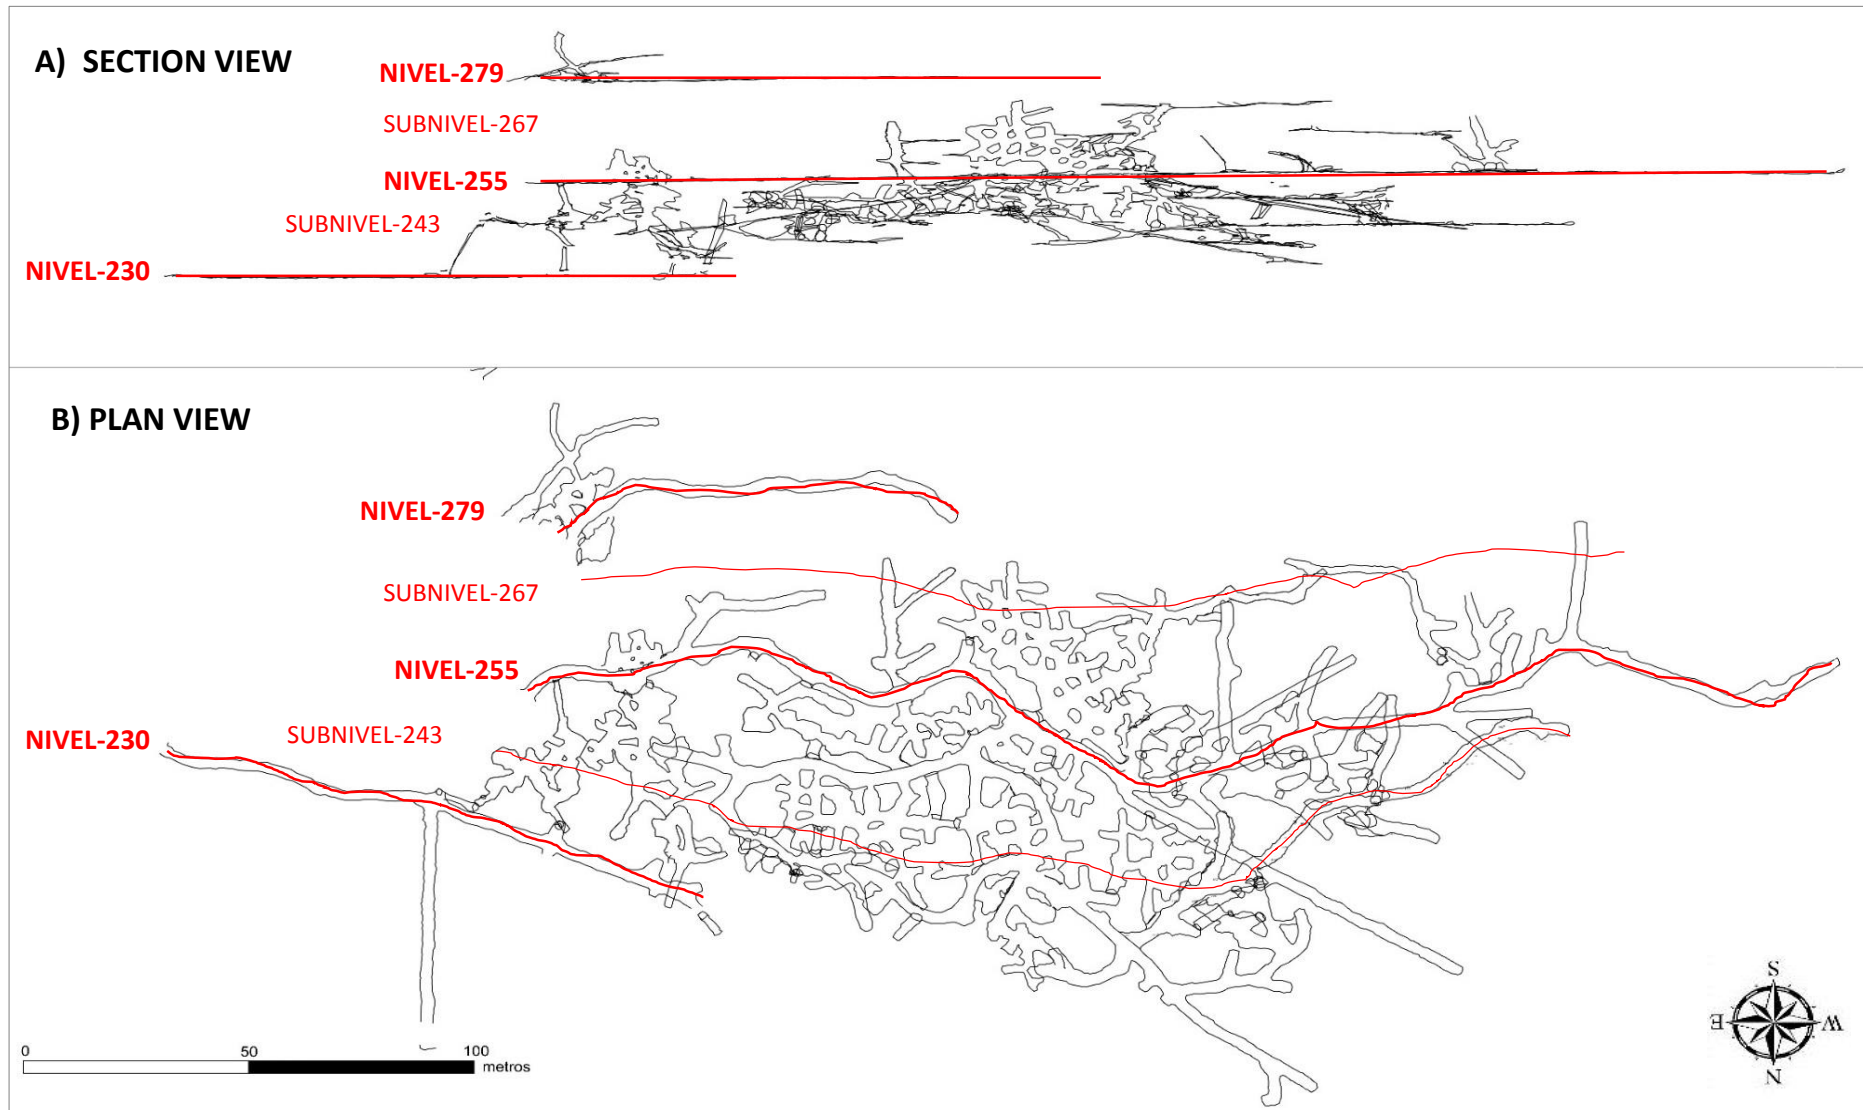 A) SECTION VIEW
NIVEL-279
SUBNIVEL-267
NIVEL-255
SUBNIVEL-243
NIVEL-230
B) PLAN VIEW
NIVEL-279
SUBNIVEL-267
NIVEL-255
SUBNIVEL-243
NIVEL-230
S
E W
N
0 50 100
metros